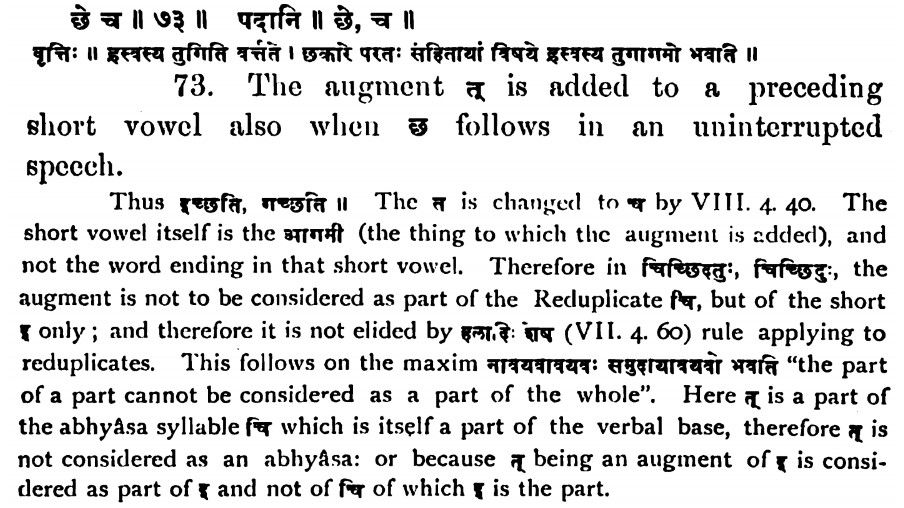 छे च ॥ ७३ ॥ पदानि ॥ छे, च ॥
वृत्तिः ॥ ह्रस्वस्य तुगिति वर्त्तते । छकारे परतः संहितायां विषये ह्रस्वस्य तुगागमो भवति ॥
73. The augment त् is added to a preceding
short vowel also when छ follows in an uninterrupted
speech.
Thus इच्छति, गच्छति ॥ The त is changed to च by VIII. 4. 40. The
short vowel itself is the आगमी (the thing to which the augment is added), and
not the word ending in that short vowel. Therefore in चिच्छिदतुः, चिच्छिदुः, the
augment is not to be considered as part of the Reduplicate चि, but of the short
इ only; and therefore it is not elided by हलादिः शेष (VII. 4. 60) rule applying to
reduplicates. This follows on the maxim नावयवावयवः समुदायावयवो भवति “the part
of a part cannot be considered as a part of the whole”. Here त् is a part of
the abhyâsa syllable चि which is itself a part of the verbal base, therefore त् is
not considered as an abhyâsa: or because त् being an augment of इ is consi-
dered as part of इ and not of चि of which इ is the part.